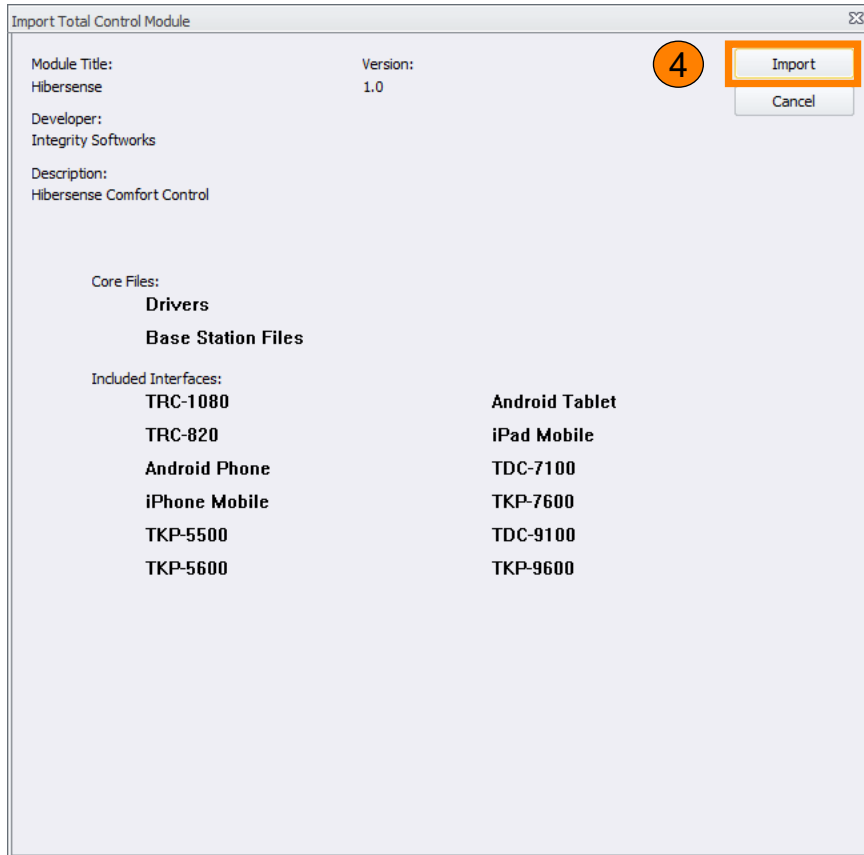 Import Total Control Module
Module Title: Version:
Hibersense 1.0
4
Import
Cancel
Developer:
Integrity Softworks
Description:
Hibersense Comfort Control
Core Files:
Drivers
Base Station Files
Included Interfaces:
TRC-1080 Android Tablet
TRC-820 iPad Mobile
Android Phone TDC-7100
iPhone Mobile TKP-7600
TKP-5500 TDC-9100
TKP-5600 TKP-9600